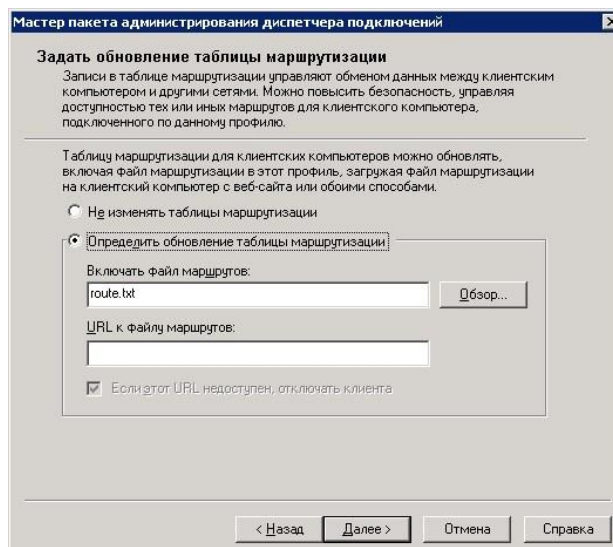 Мастер пакета администрирования диспетчера подключений
Задать обновление таблицы маршрутизации
Записи в таблице маршрутизации управляют обменом данных между клиентским
компьютером и другими сетями. Можно повысить безопасность, управляя
доступностью тех или иных маршрутов для клиентского компьютера,
подключенного по данному профилю.
Таблицу маршрутизации для клиентских компьютеров можно обновлять,
включая файл маршрутизации в этот профиль, загружая файл маршрутизации
на клиентский компьютер с веб-сайта или обоими способами.
Не изменять таблицы маршрутизации
Определить обновление таблицы маршрутизации
Включать файл маршрутов:
route.txt
Обзор...
URL к файлу маршрутов:
Если этот URL недоступен, отключать клиента
< Назад
Далее >
Отмена
Справка